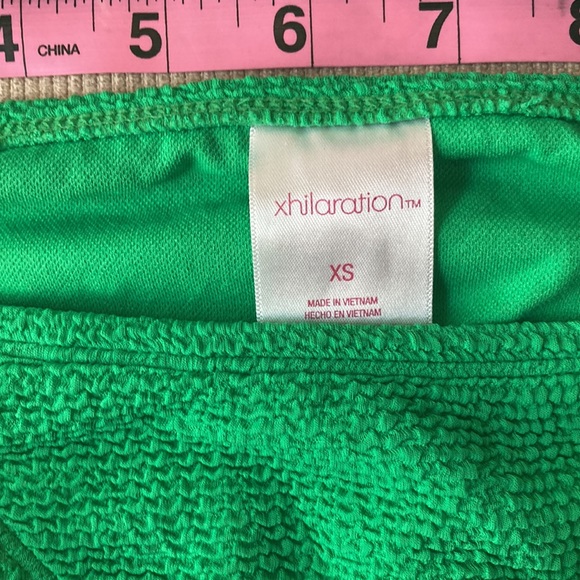 4 CHINA 5 6 7 8
xhilaration™
XS
MADE IN VIETNAM
HECHO EN VIETNAM